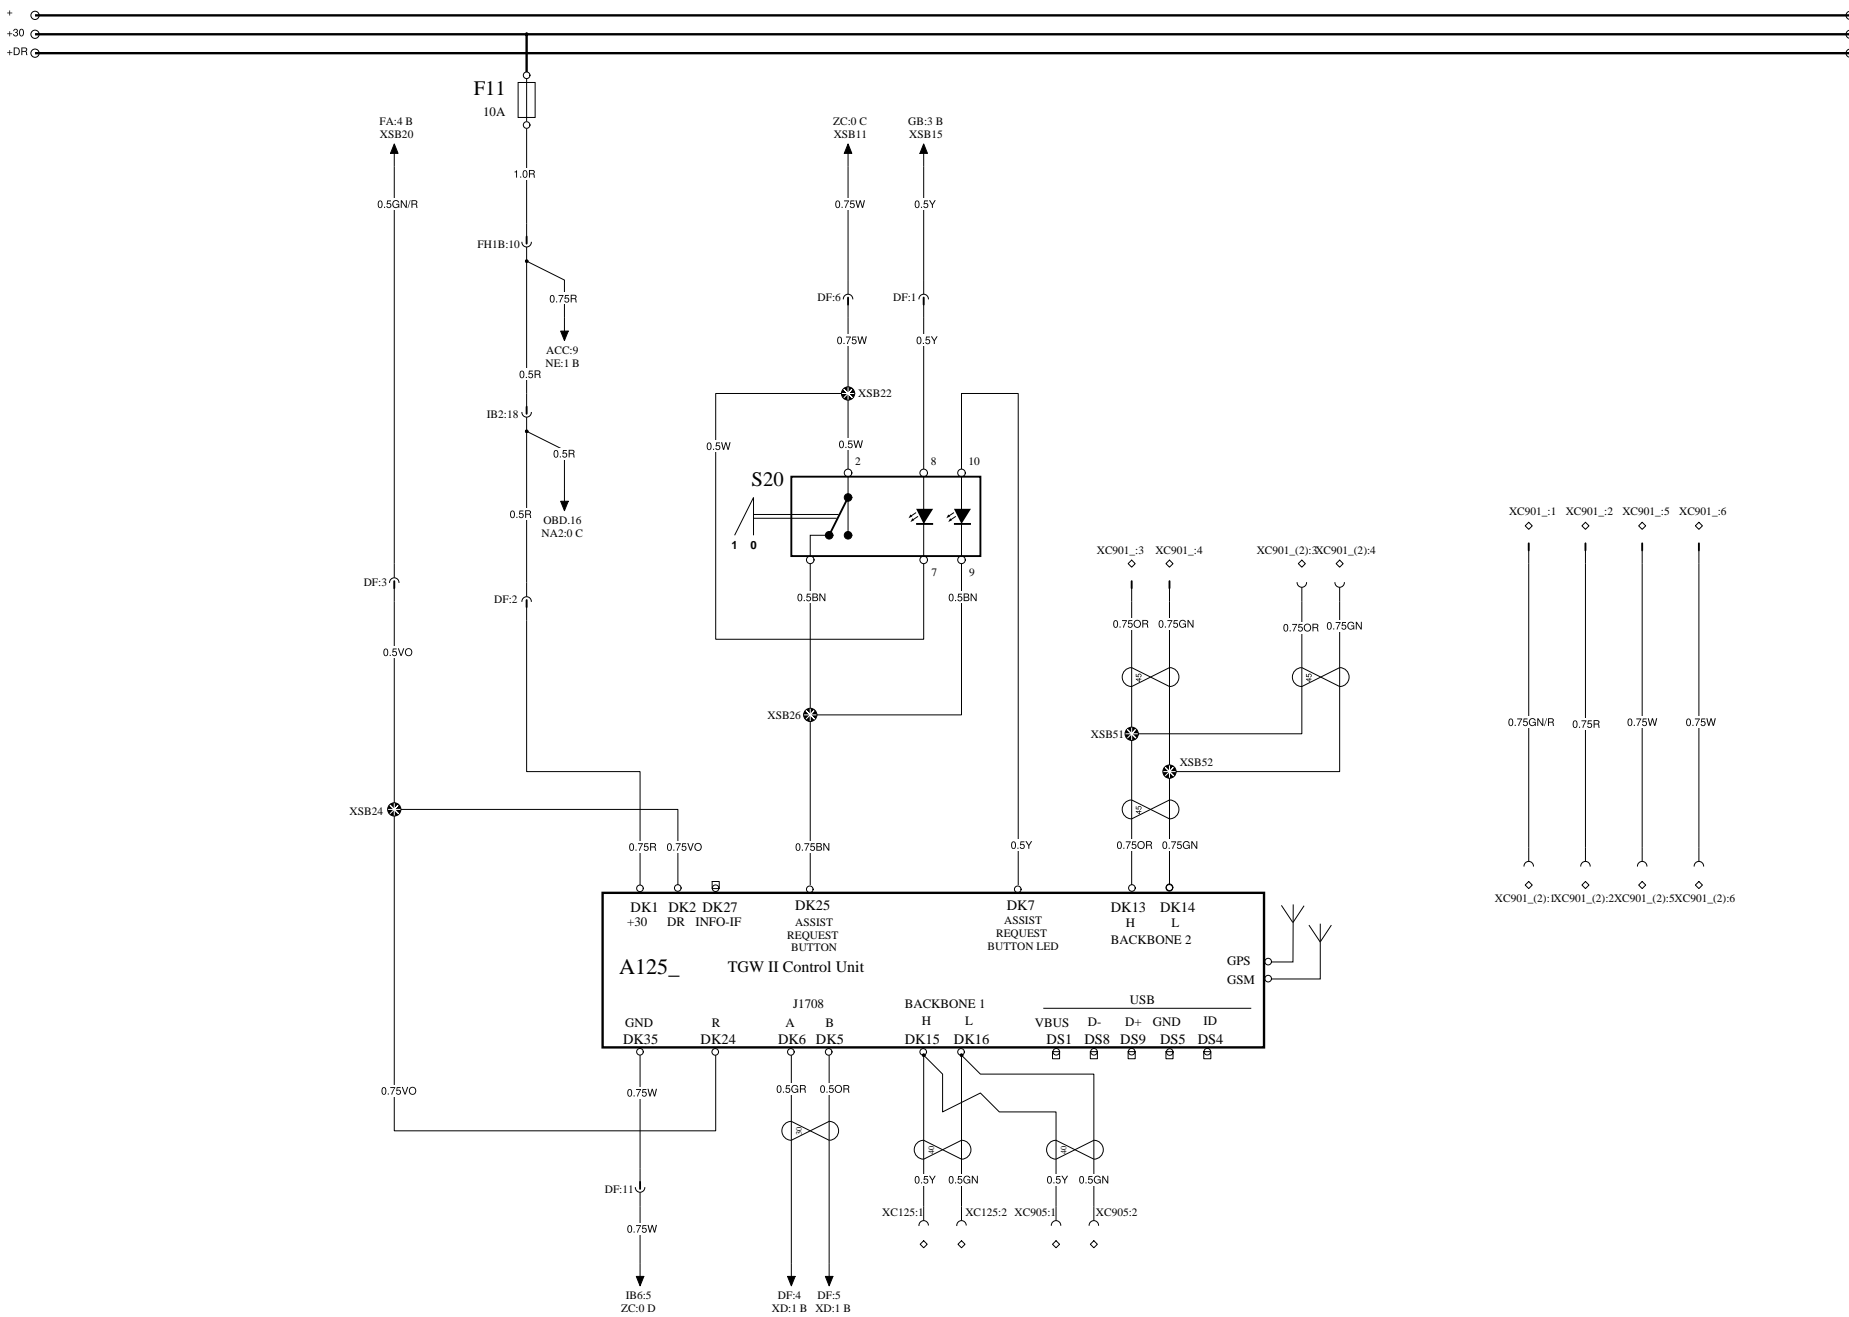 +
+30
+DR
F11
10A
FA:4 B
XSB20
ZC:0 C
XSB11
GB:3 B
XSB15
1.0R
0.5GN/R
0.75W
0.5Y
FH1B:10
0.75R
DF:6
DF:1
0.75W
0.5Y
ACC:9
NE:1 B
0.5R
XSB22
IB2:18
0.5W
0.5W
0.5R
2
8
10
S20
0.5R
OBD.16
NA2:0 C
XC901_:1
XC901_:2
XC901_:5
XC901_:6
1 0
XC901_:3
XC901_:4
XC901_(2):3
XC901_(2):4
7
9
DF:3
DF:2
0.5BN
0.5BN
0.75OR
0.75GN
0.75OR
0.75GN
0.5VO
45
45
XSB26
0.75GN/R
0.75R
0.75W
0.75W
XSB51
XSB52
XSB24
45
0.75R
0.75VO
0.75BN
0.5Y
0.75OR
0.75GN
XC901_(2):1
XC901_(2):2
XC901_(2):5
XC901_(2):6
DK1
DK2
DK27
DK25
DK7
DK13
DK14
+30
DR
INFO-IF
ASSIST
REQUEST
BUTTON
ASSIST
REQUEST
BUTTON LED
H
L
BACKBONE 2
A125_
TGW II Control Unit
GPS
GSM
J1708
BACKBONE 1
USB
GND
R
A
B
H
L
VBUS
D-
D+
GND
ID
DK35
DK24
DK6
DK5
DK15
DK16
DS1
DS8
DS9
DS5
DS4
0.75VO
0.75W
0.5GR
0.5OR
30
40
40
0.5Y
0.5GN
0.5Y
0.5GN
DF:11
XC125:1
XC125:2
XC905:1
XC905:2
0.75W
IB6:5
ZC:0 D
DF:4
XD:1 B
DF:5
XD:1 B